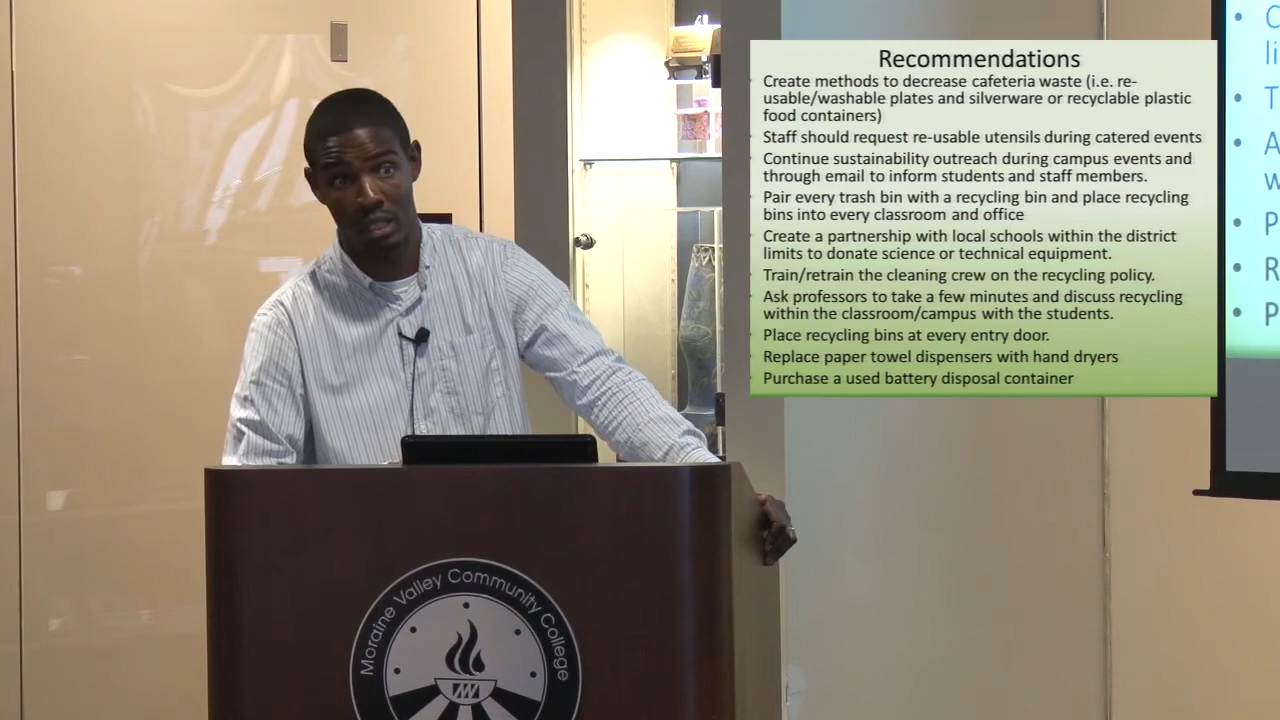 Recommendations
Create methods to decrease cafeteria waste (i.e. re-
usable/washable plates and silverware or recyclable plastic
food containers)
Staff should request re-usable utensils during catered events
Continue sustainability outreach during campus events and
through email to inform students and staff members.
Pair every trash bin with a recycling bin and place recycling
bins into every classroom and office
Create a partnership with local schools within the district
limits to donate science or technical equipment.
Train/retrain the cleaning crew on the recycling policy.
Ask professors to take a few minutes and discuss recycling
within the classroom/campus with the students.
Place recycling bins at every entry door.
Replace paper towel dispensers with hand dryers
Purchase a used battery disposal container
C
li
T
A
w
P
R
P
Moraine Valley Community College